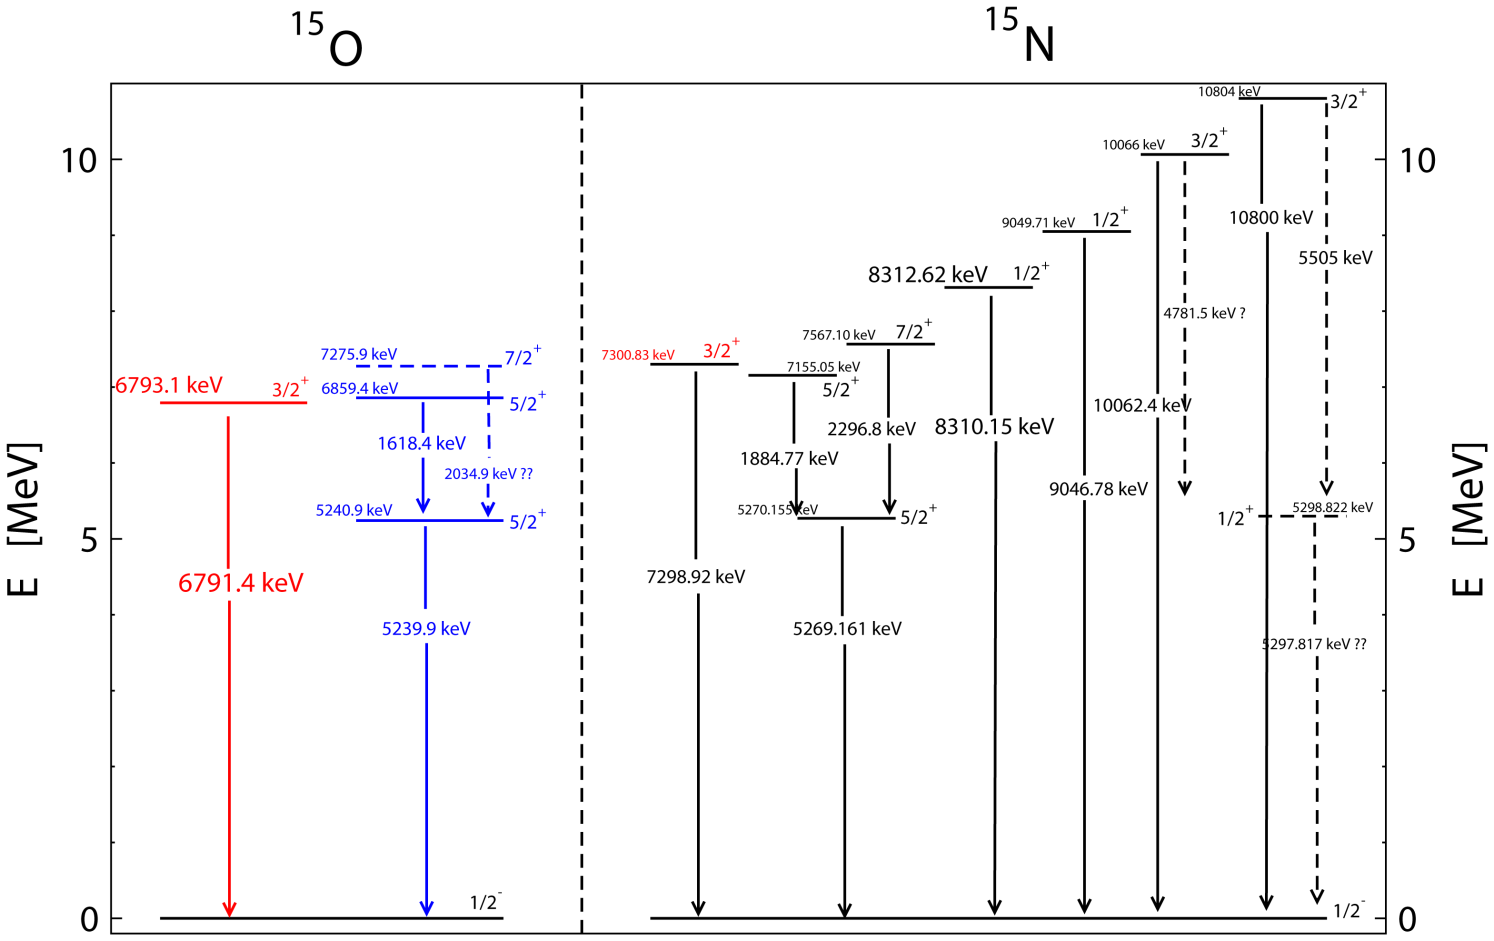 15O
15N
E [MeV]
10
5
0
6793.1 keV
3/2+
6791.4 keV
7275.9 keV
7/2+
6859.4 keV
5/2+
1618.4 keV
2034.9 keV ??
5240.9 keV
5/2+
5239.9 keV
1/2-
7300.83 keV
3/2+
7298.92 keV
7155.05 keV
5/2+
1884.77 keV
7567.10 keV
7/2+
2296.8 keV
5270.155 keV
5/2+
5269.161 keV
8312.62 keV
1/2+
8310.15 keV
9049.71 keV
1/2+
9046.78 keV
10066 keV
3/2+
4781.5 keV ?
10062.4 keV
10804 keV
3/2+
10800 keV
5505 keV
1/2+
5298.822 keV
5297.817 keV ??
1/2-
10
5
0
E [MeV]